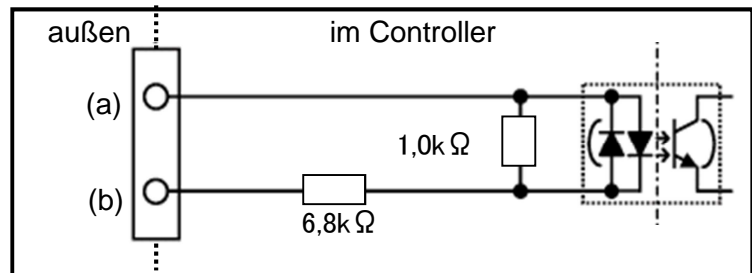 außen im Controller
(a)
1,0k Ω
(b)
6,8k Ω